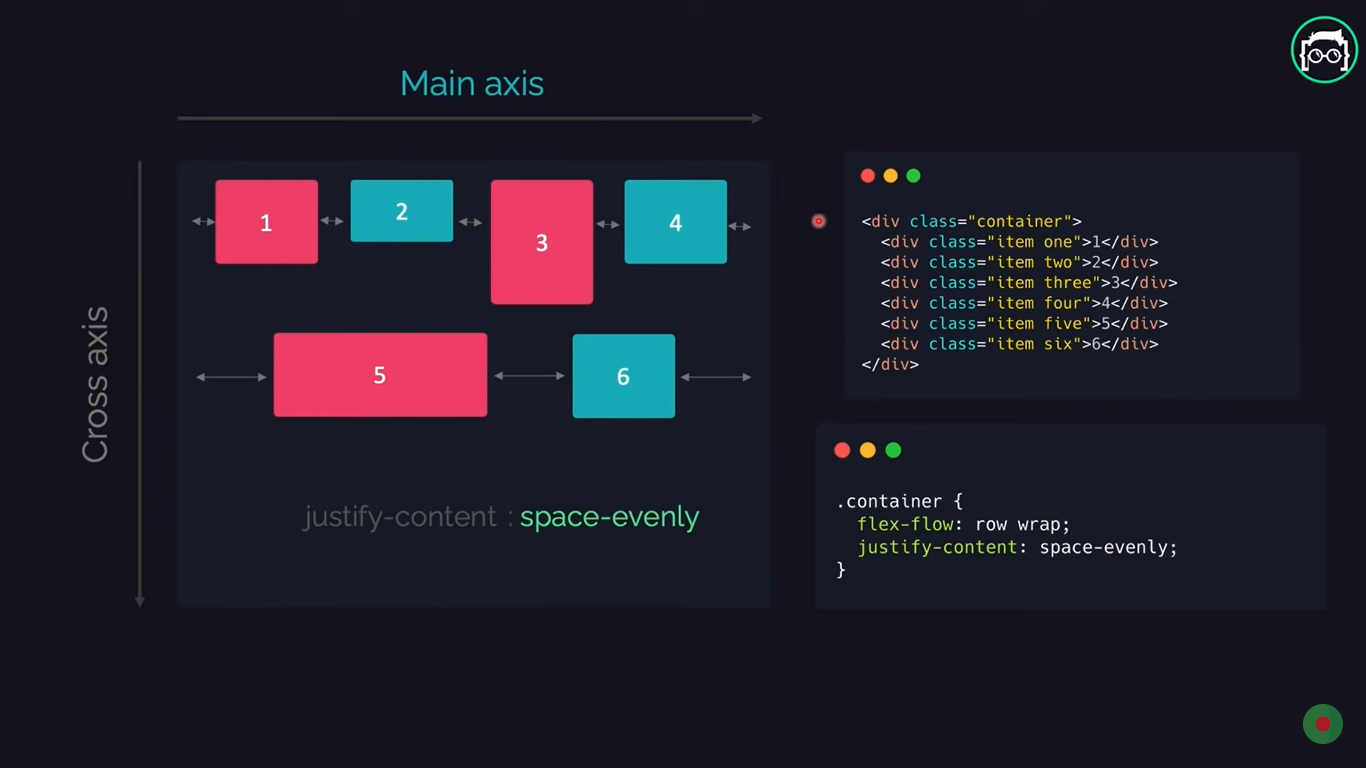 Main axis
Cross axis
1
2
3
4
5
6
justify-content : space-evenly
<div class="container">
  <div class="item one">1</div>
  <div class="item two">2</div>
  <div class="item three">3</div>
  <div class="item four">4</div>
  <div class="item five">5</div>
  <div class="item six">6</div>
</div>
.container {
  flex-flow: row wrap;
  justify-content: space-evenly;
}